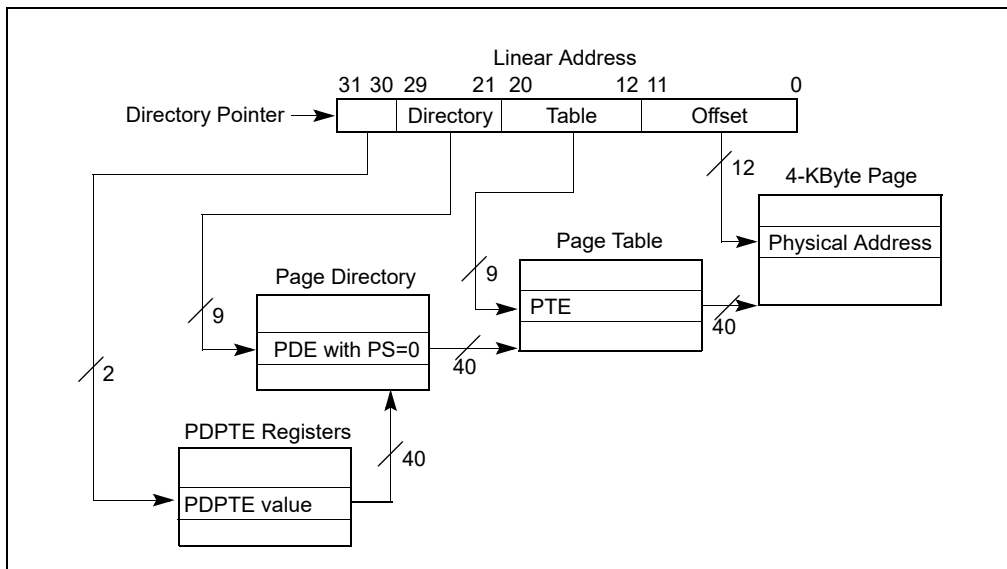 Linear Address
31 30 29 21 20 12 11 0
Directory Pointer Directory Table Offset
12
4-KByte Page
Physical Address
Page Table
9
PTE
40
Page Directory
9
PDE with PS=0
40
2
PDPTE Registers
40
PDPTE value